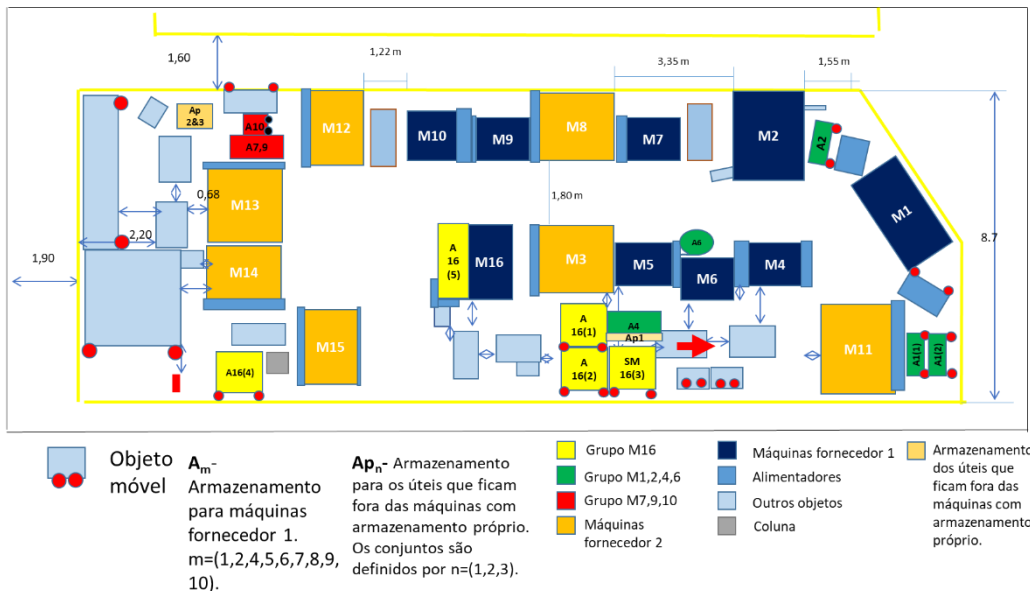 1,60
1,22 m
3,35 m
1,55 m
Ap
2&3
A10
A7,9
M12
M10
M9
M8
M7
M2
A2
M1
0,68
M13
1,80 m
8.7
2,20
1,90
M14
A
16
(5)
M16
M3
M5
A6
M6
M4
A
16(1)
A4
Ap1
A
16(2)
SM
16(3)
M15
A16(4)
M11
A1(1)
A1(2)
Objeto
móvel
Am-
Armazenamento
para máquinas
fornecedor 1.
m=(1,2,4,5,6,7,8,9,
10).
Apn- Armazenamento
para os úteis que ficam
fora das máquinas com
armazenamento próprio.
Os conjuntos são
definidos por n=(1,2,3).
Grupo M16
Grupo M1,2,4,6
Grupo M7,9,10
Máquinas
fornecedor 2
Máquinas fornecedor 1
Alimentadores
Outros objetos
Coluna
Armazenamento
dos úteis que
ficam fora das
máquinas com
armazenamento
próprio.